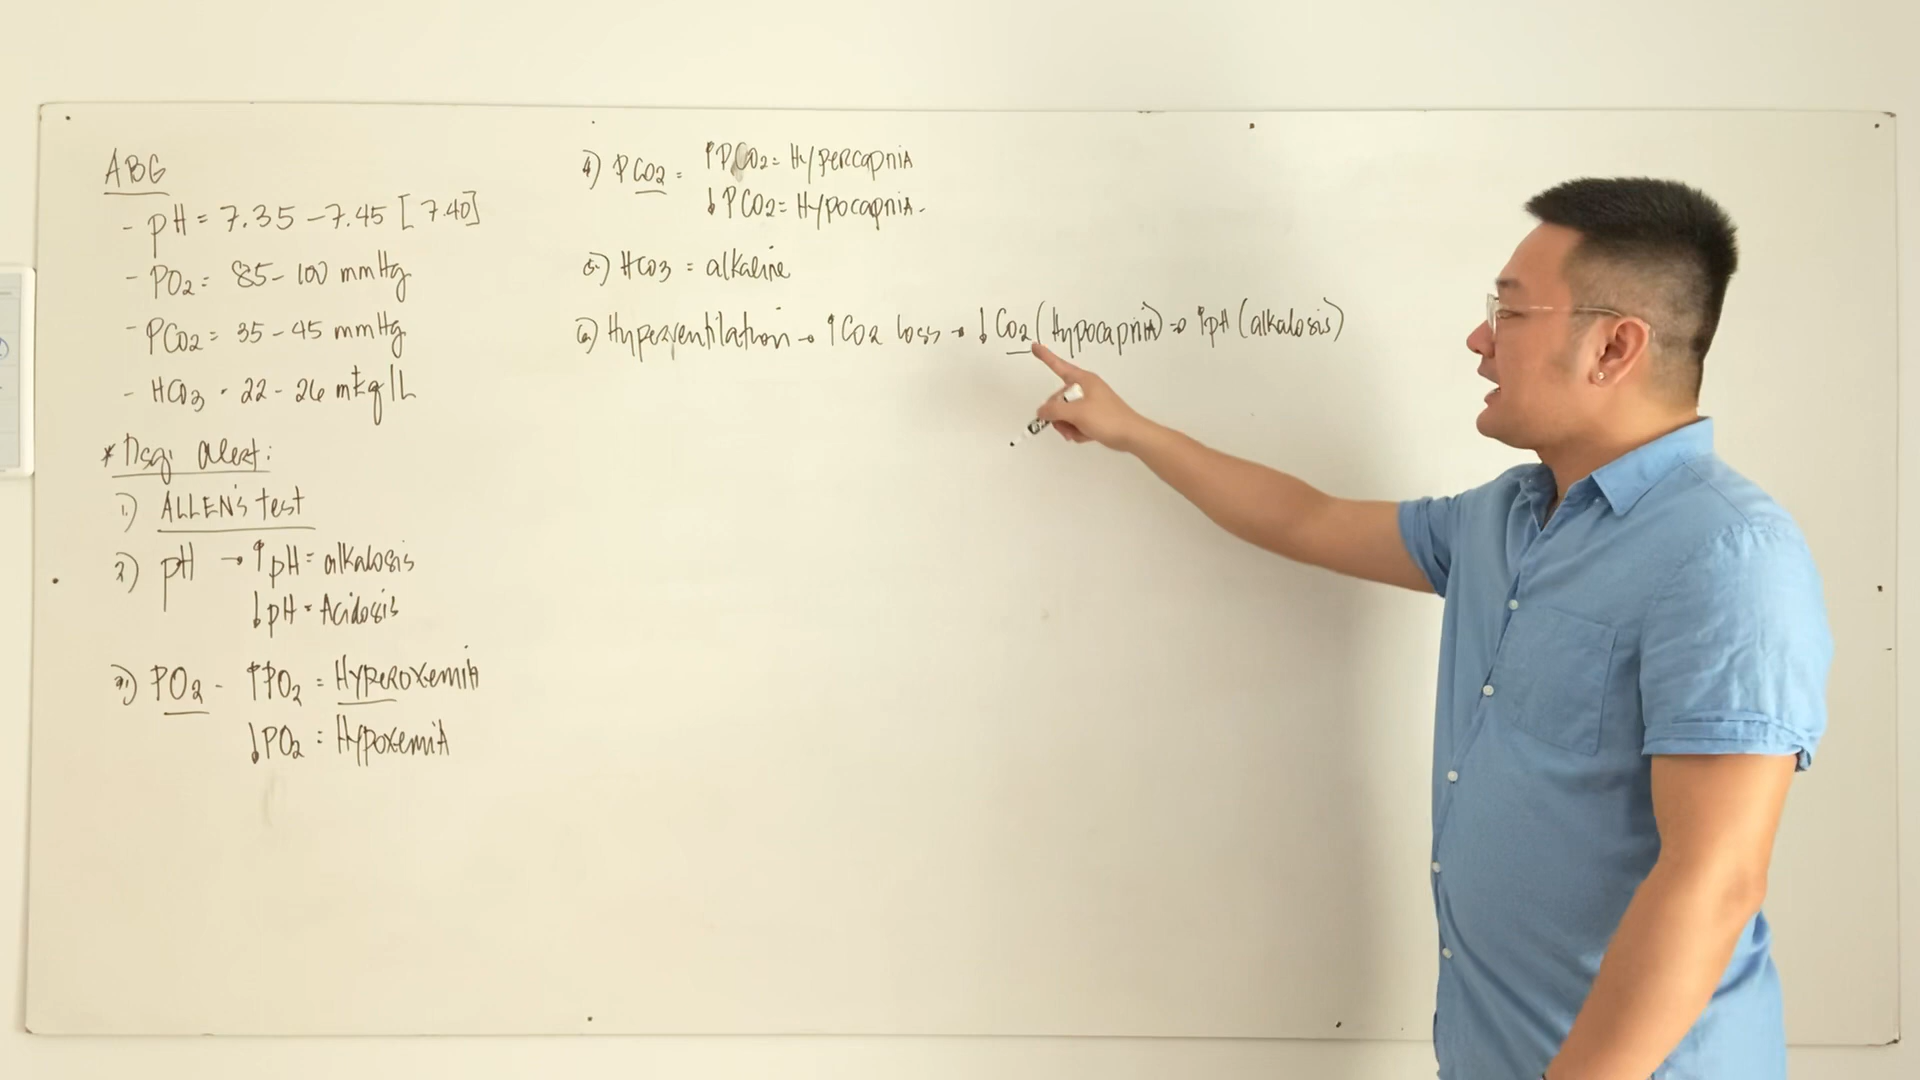 ABG
- pH = 7.35 - 7.45 [7.40]
- PO2 = 85 - 100 mmHg
- PCO2 = 35 - 45 mmHg
- HCO3 - 22 - 26 mEq/L
* Nsg. alert:
1.) ALLEN'S test
2.) pH → ↑pH = alkalosis
↓pH = Acidosis
3.) PO2 - ↑PO2 = HYPEROXEMIA
↓PO2 = HYPOXEMIA
4.) PCO2 = ↑PCO2 = HYPERCAPNIA
↓PCO2 = HYPOCAPNIA.
5.) HCO3 = alkaline
6.) Hyperventilation → ↑CO2 loss → ↓CO2 (Hypocapnia) → ↑pH (alkalosis)